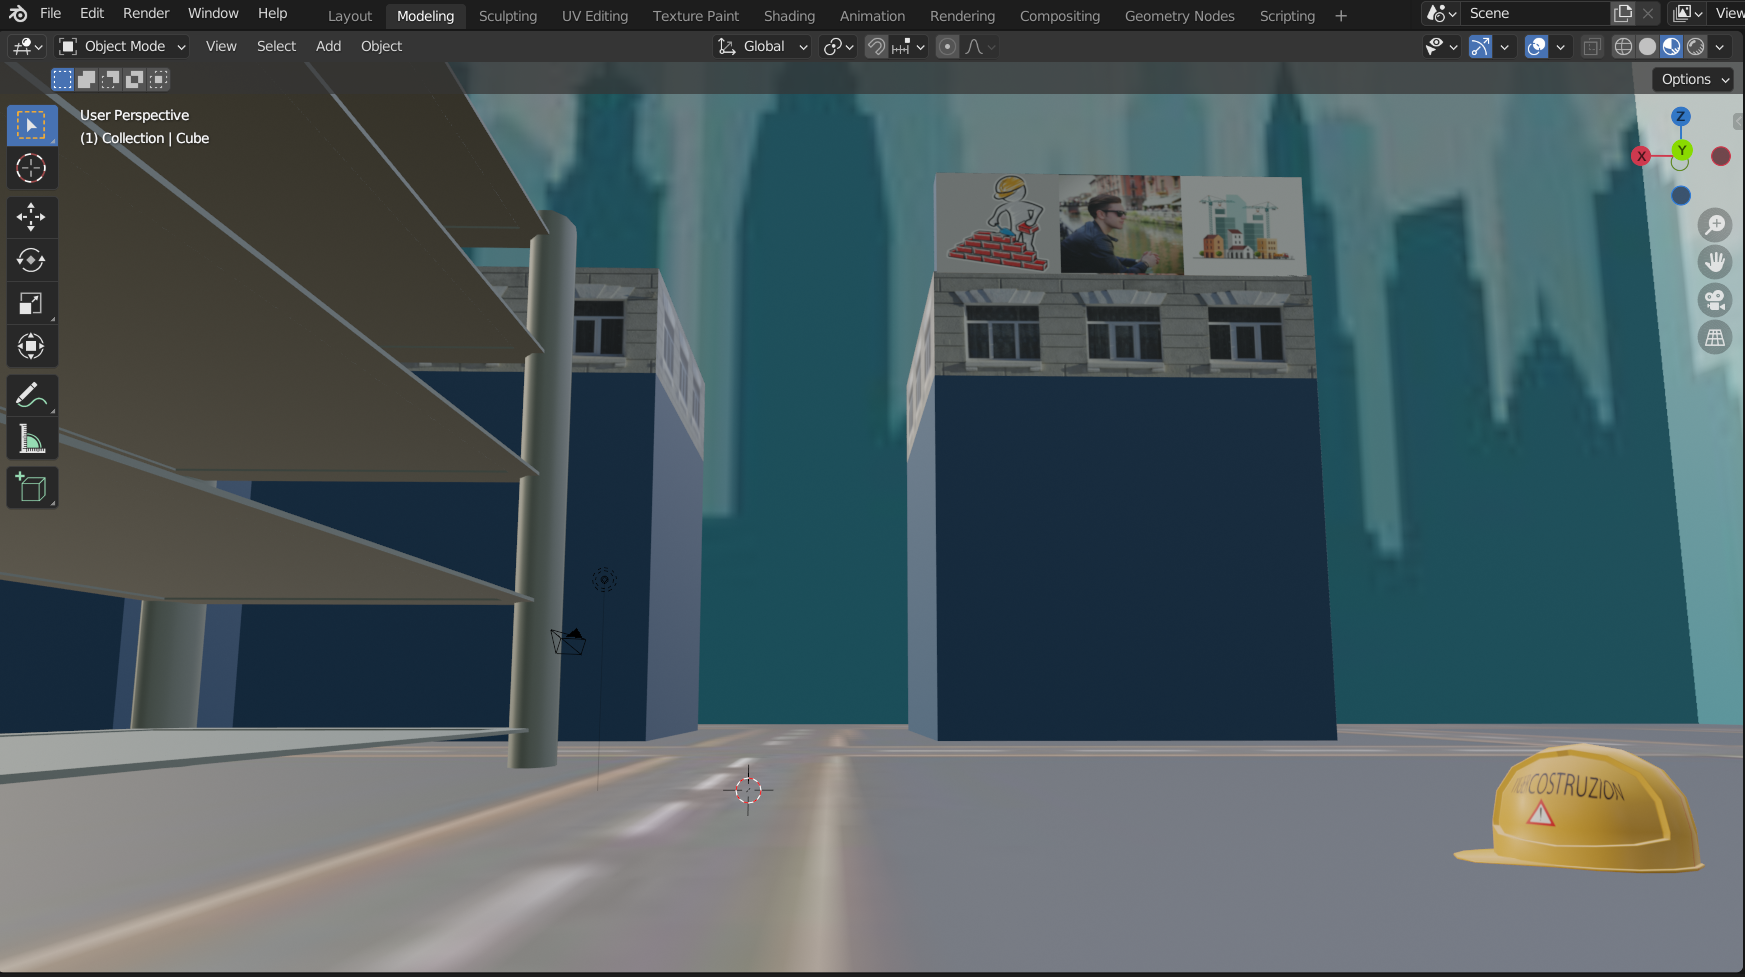 File Edit Render Window Help Layout Modeling Sculpting UV Editing Texture Paint Shading Animation Rendering Compositing Geometry Nodes Scripting + Scene View
Object Mode View Select Add Object Global
Options
User Perspective
(1) Collection | Cube
Z
X Y
COSTRUZION